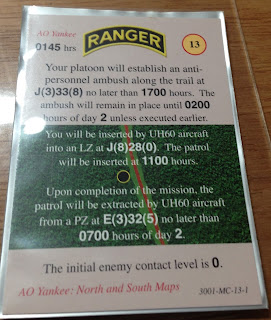 AO Yankee
0145 hrs
RANGER
13
Your platoon will establish an anti-
personnel ambush along the trail at
J(3)33(8) no later than 1700 hours. The
ambush will remain in place until 0200
hours of day 2 unless executed earlier.
You will be inserted by UH60 aircraft
into an LZ at J(8)28(0). The patrol
will be inserted at 1100 hours.
Upon completion of the mission, the
patrol will be extracted by UH60 aircraft
from a PZ at E(3)32(5) no later than
0700 hours of day 2.
The initial enemy contact level is 0.
AO Yankee: North and South Maps
3001-MC-13-1